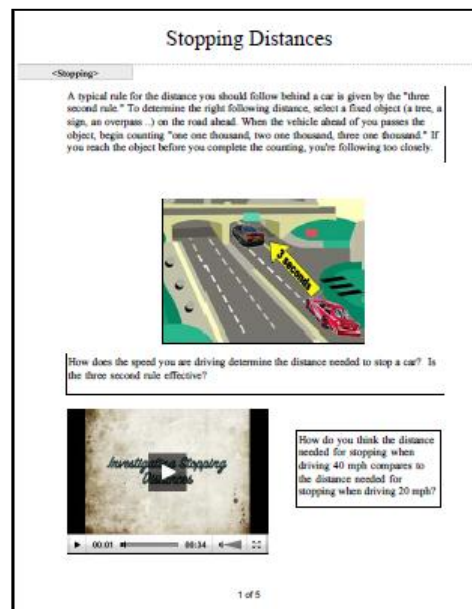 Stopping Distances
<Stopping>
A typical rule for the distance you should follow behind a car is given by the "three
second rule." To determine the right following distance, select a fixed object (a tree, a
sign, an overpass ..) on the road ahead. When the vehicle ahead of you passes the
object, begin counting "one one thousand, two one thousand, three one thousand." If
you reach the object before you complete the counting, you're following too closely.
3 seconds
How does the speed you are driving determine the distance needed to stop a car? Is
the three second rule effective?
Investigating Stopping
Distances
How do you think the distance
needed for stopping when
driving 40 mph compares to
the distance needed for
stopping when driving 20 mph?
00:01
00:34
1 of 5